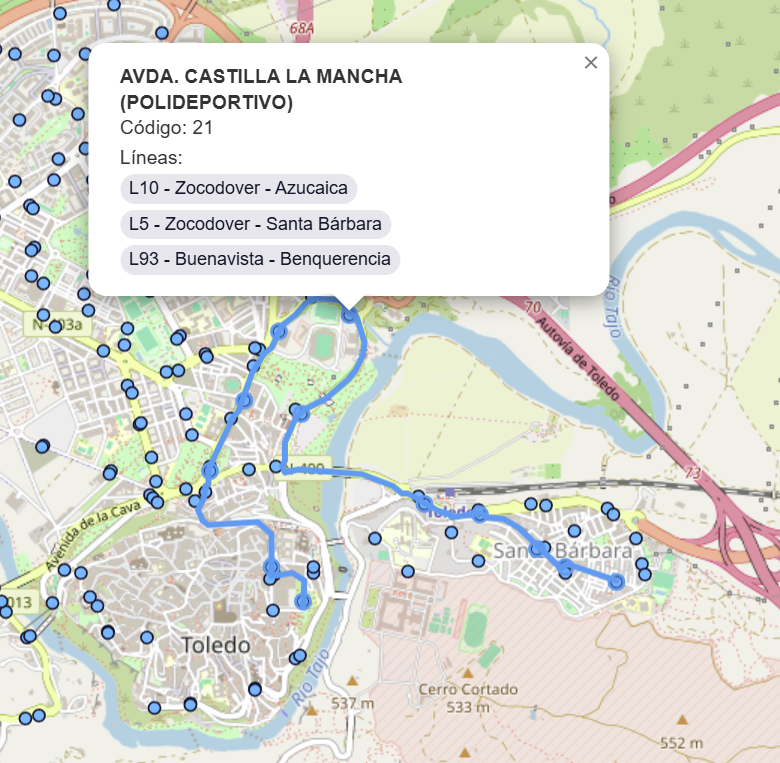 68A
AVDA. CASTILLA LA MANCHA
(POLIDEPORTIVO)
×
Código: 21
Líneas:
L10 - Zocodover - Azucaica
L5 - Zocodover - Santa Bárbara
L93 - Buenavista - Benquerencia
Río Tajo
70
Autovía de Toledo
73
Avenida de la Cava
Toledo
Santa Bárbara
013
Toledo
Río Tajo
Cerro Cortado
533 m
537 m
552 m